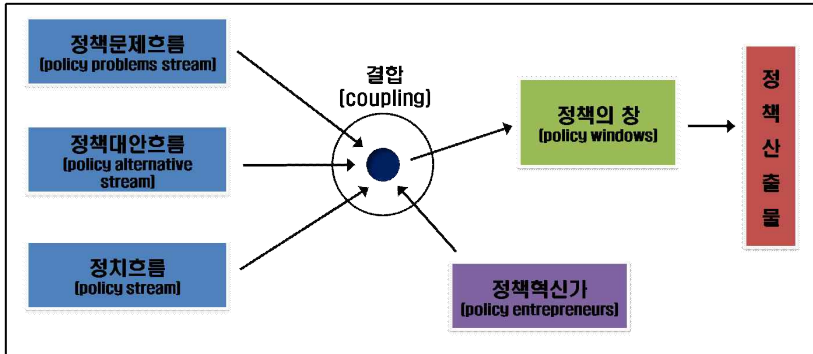 정책문제흐름
(policy problems stream)
결합
(coupling)
정책대안흐름
(policy alternative
stream)
정치흐름
(policy stream)
정책의 창
(policy windows)
정책혁신가
(policy entrepreneurs)
정
책
산
출
물